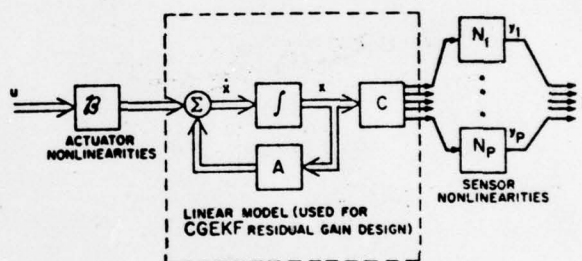 u
ℬ
ACTUATOR
NONLINEARITIES
Σ
ẋ
∫
x
C
A
LINEAR MODEL (USED FOR
CGEKF RESIDUAL GAIN DESIGN)
N₁
y₁
Nₚ
yₚ
SENSOR
NONLINEARITIES